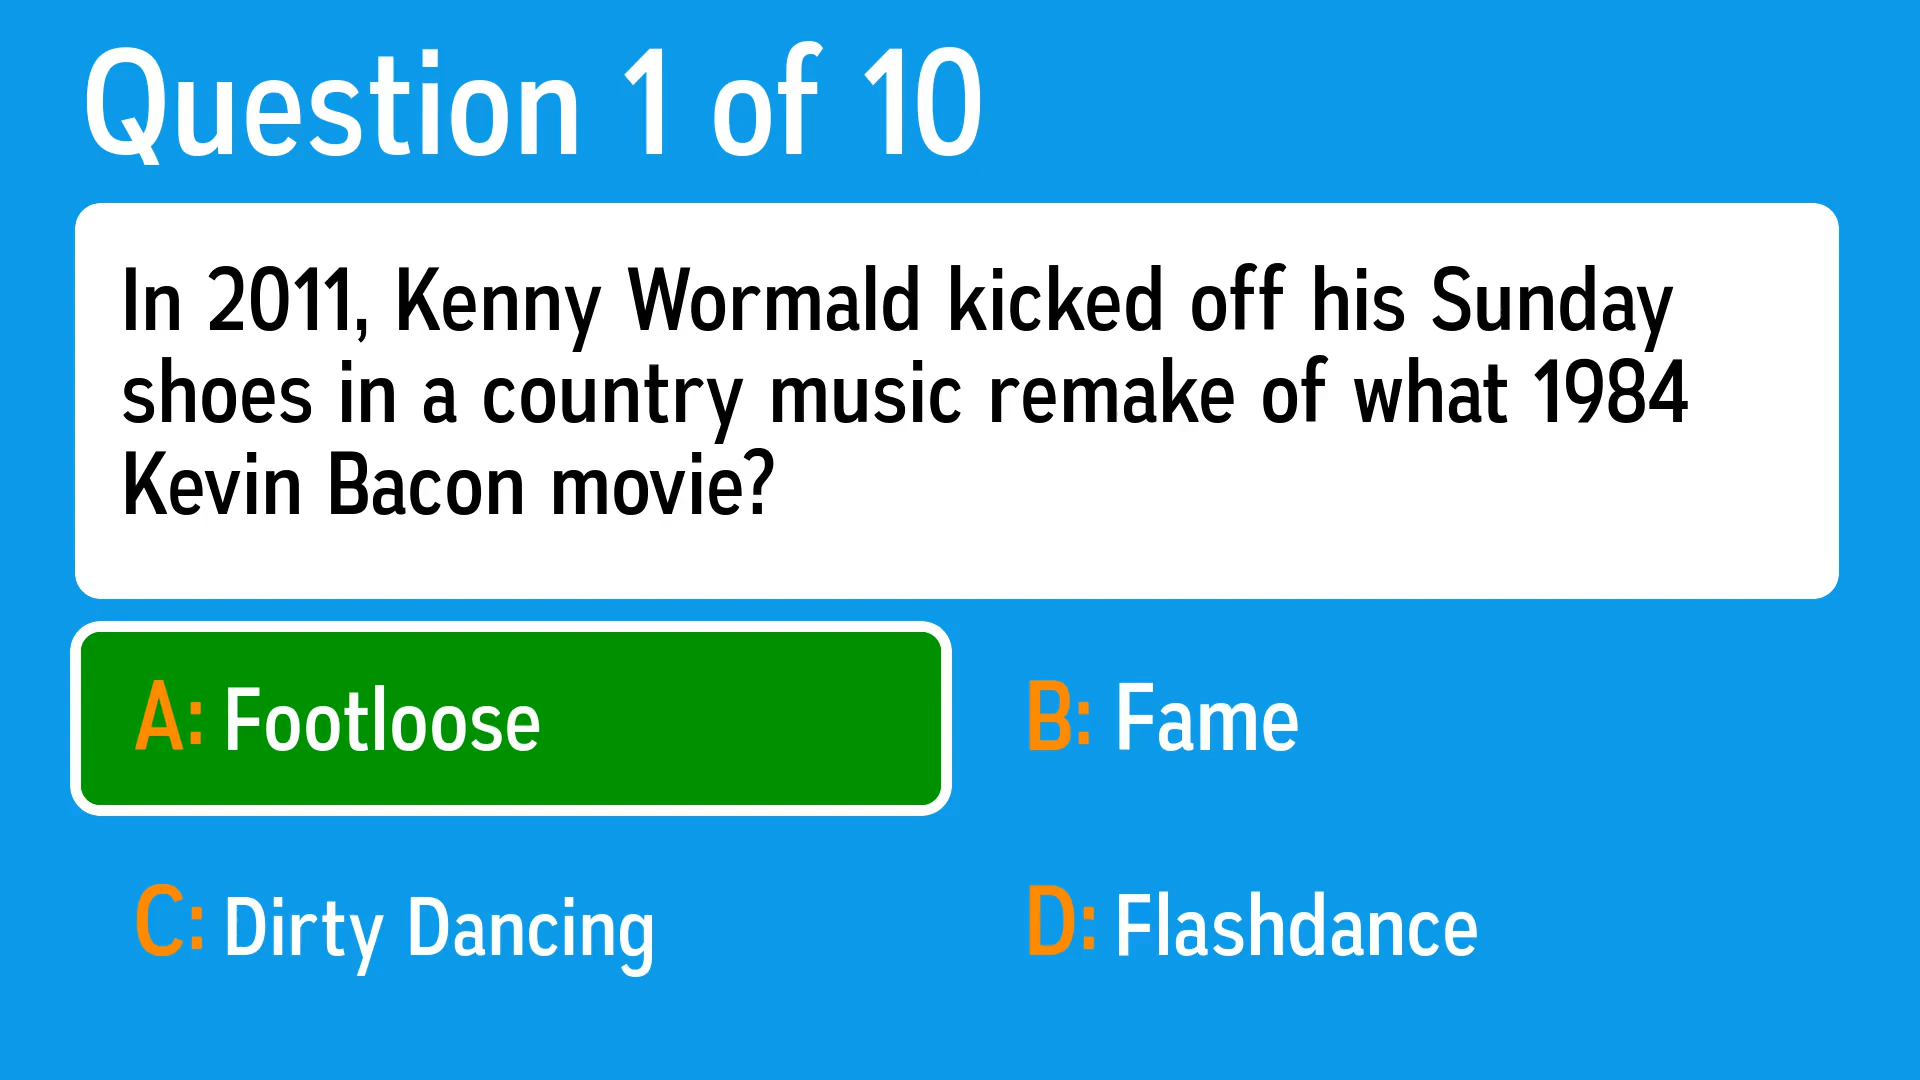 Question 1 of 10
In 2011, Kenny Wormald kicked off his Sunday
shoes in a country music remake of what 1984
Kevin Bacon movie?
A: Footloose
B: Fame
C: Dirty Dancing
D: Flashdance